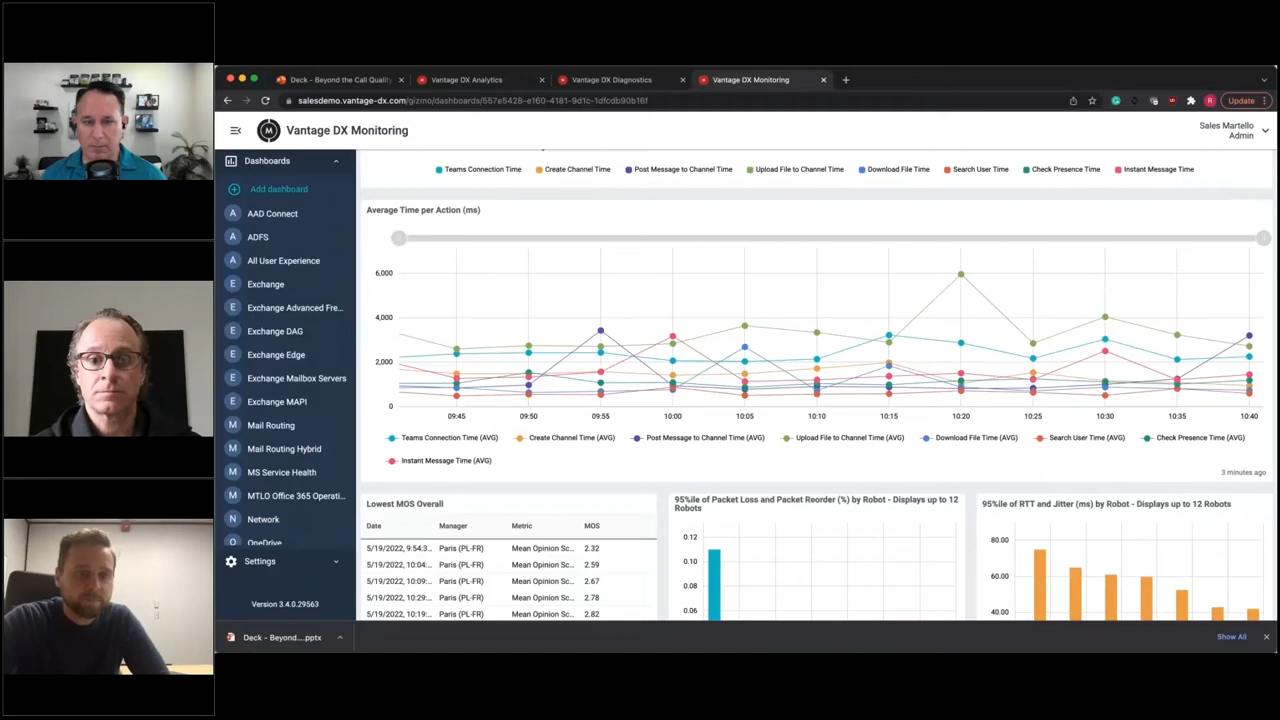 Deck - Beyond the Call Quality
Vantage DX Analytics
Vantage DX Diagnostics
Vantage DX Monitoring
salesdemo.vantage-dx.com/gizmo/dashboards/557e5428-e160-4181-9d1c-1dfcdb90b16f
R
Update
M
Vantage DX Monitoring
Sales Martello
Admin
Dashboards
Add dashboard
A AAD Connect
A ADFS
A All User Experience
E Exchange
E Exchange Advanced Fre...
E Exchange DAG
E Exchange Edge
E Exchange Mailbox Servers
E Exchange MAPI
M Mail Routing
M Mail Routing Hybrid
M MS Service Health
M MTLO Office 365 Operati...
N Network
O OneDrive
Settings
Version 3.4.0.29563
Teams Connection Time Create Channel Time Post Message to Channel Time Upload File to Channel Time Download File Time Search User Time Check Presence Time Instant Message Time
Average Time per Action (ms)
6,000
4,000
2,000
0
09:45 09:50 09:55 10:00 10:05 10:10 10:15 10:20 10:25 10:30 10:35 10:40
Teams Connection Time (AVG) Create Channel Time (AVG) Post Message to Channel Time (AVG) Upload File to Channel Time (AVG) Download File Time (AVG) Search User Time (AVG) Check Presence Time (AVG)
Instant Message Time (AVG)
3 minutes ago
Lowest MOS Overall
Date Manager Metric MOS
5/19/2022, 9:54:3... Paris (PL-FR) Mean Opinion Sc... 2.32
5/19/2022, 10:04:... Paris (PL-FR) Mean Opinion Sc... 2.59
5/19/2022, 10:09:... Paris (PL-FR) Mean Opinion Sc... 2.67
5/19/2022, 10:29:... Paris (PL-FR) Mean Opinion Sc... 2.78
5/19/2022, 10:19:... Paris (PL-FR) Mean Opinion Sc... 2.82
95%ile of Packet Loss and Packet Reorder (%) by Robot - Displays up to 12
Robots
0.12
0.10
0.08
0.06
95%ile of RTT and Jitter (ms) by Robot - Displays up to 12 Robots
80.00
60.00
40.00
Deck - Beyond....pptx
Show All